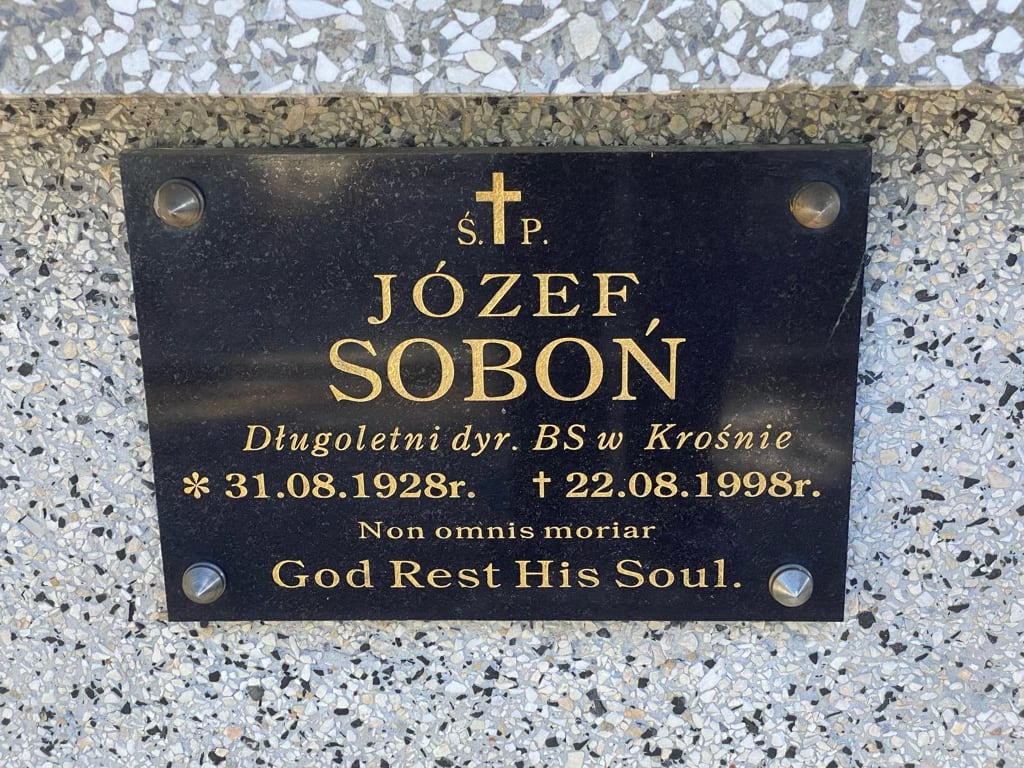 Ś. P.
JÓZEF
SOBOŃ
Długoletni dyr. BS w Krośnie
* 31.08.1928r. † 22.08.1998r.
Non omnis moriar
God Rest His Soul.